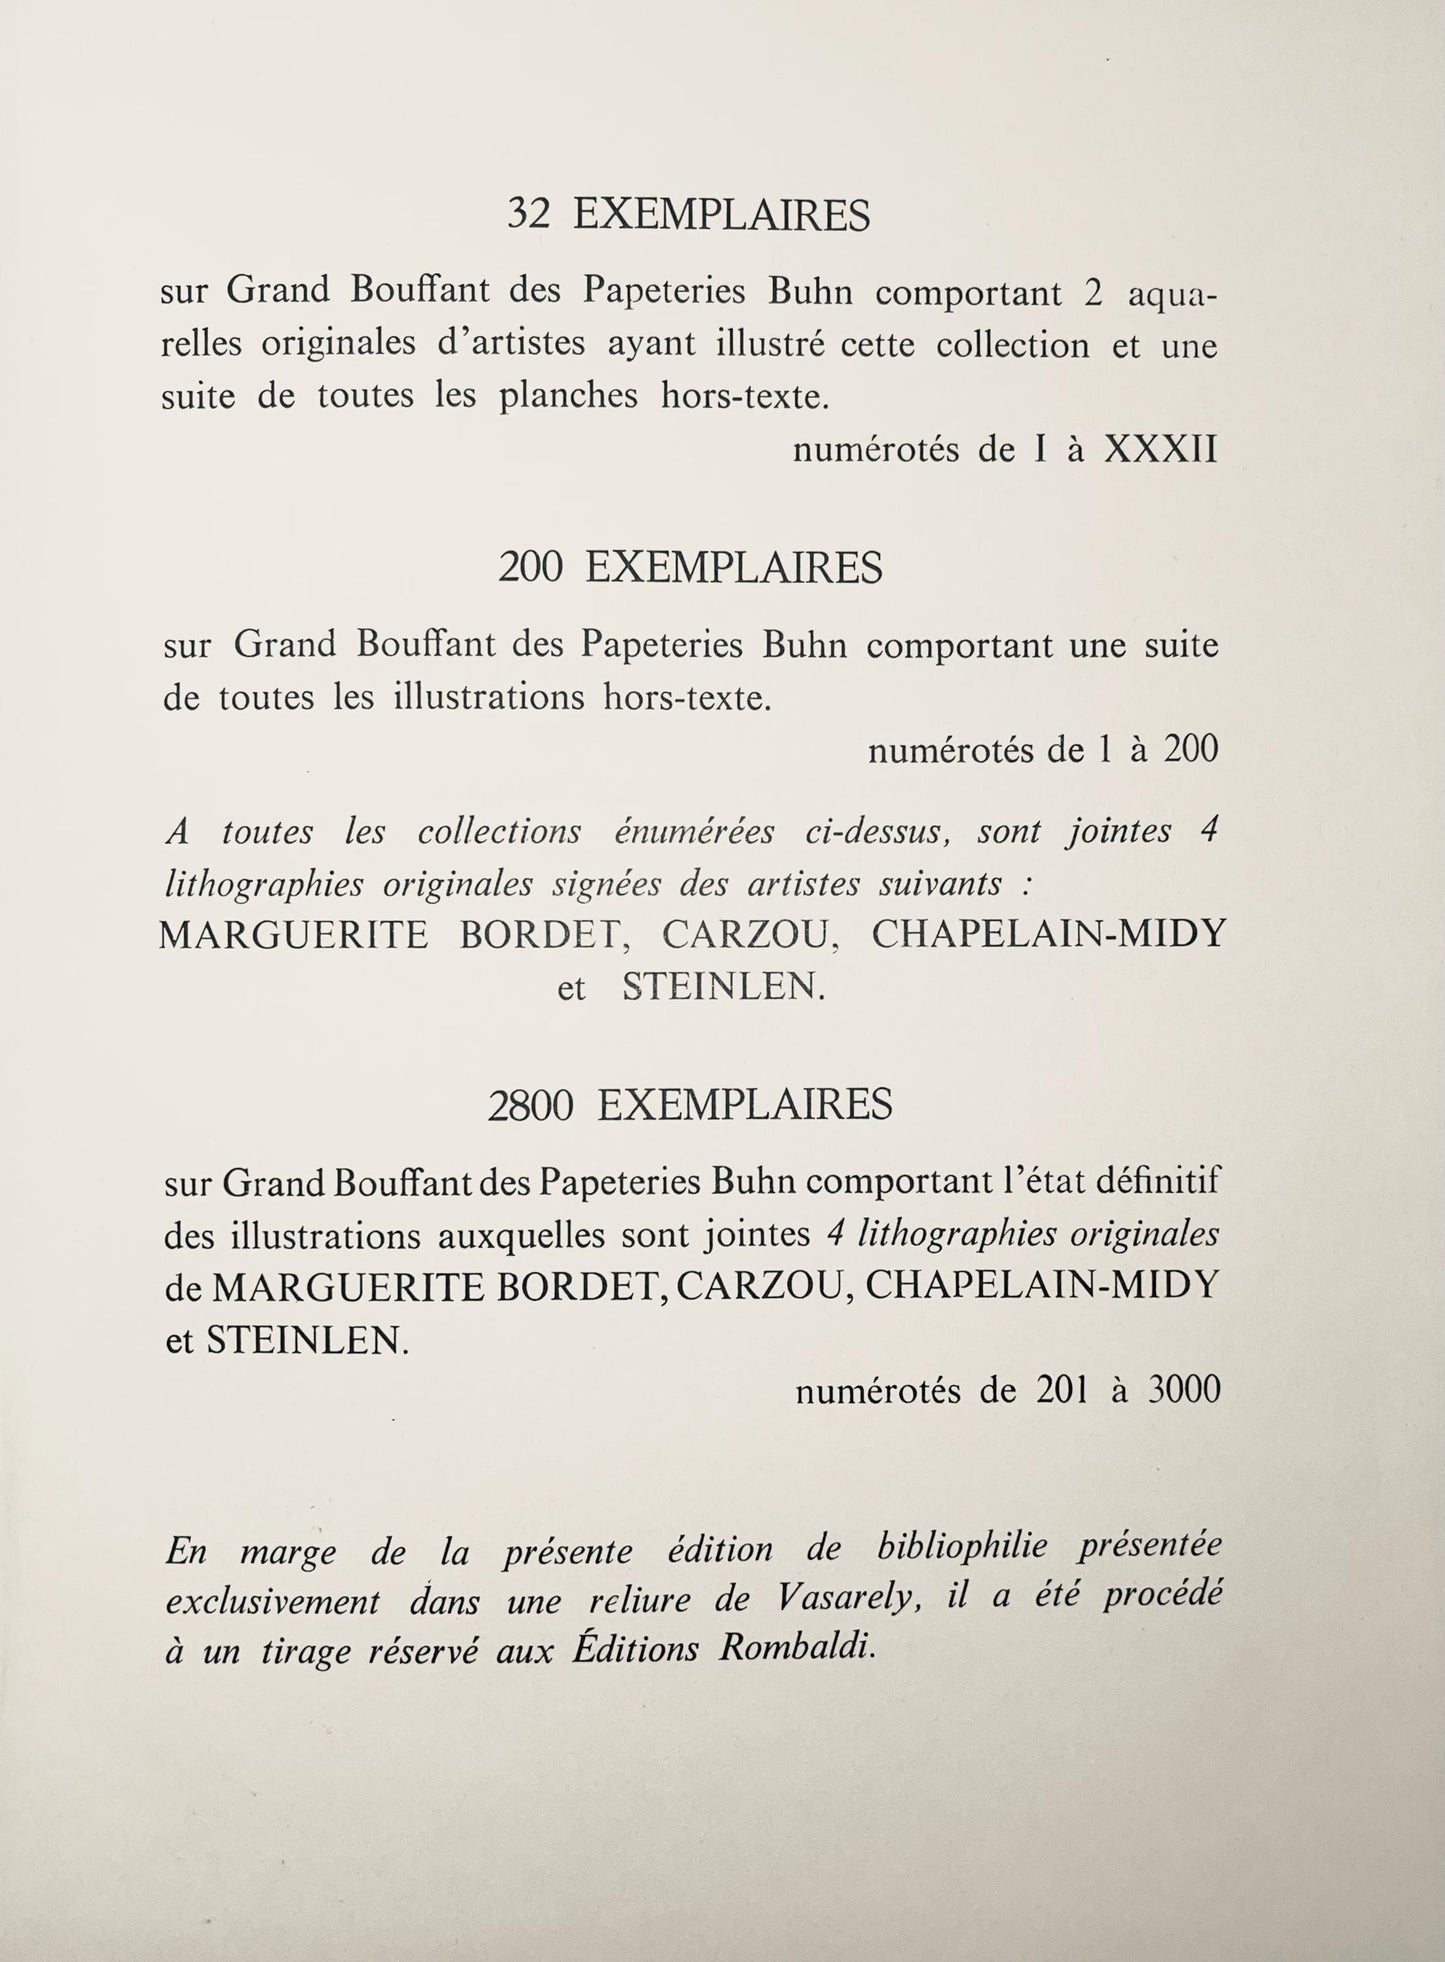 32 EXEMPLAIRES
sur Grand Bouffant des Papeteries Buhn comportant 2 aqua-
relles originales d'artistes ayant illustré cette collection et une
suite de toutes les planches hors-texte.
numérotés de I à XXXII
200 EXEMPLAIRES
sur Grand Bouffant des Papeteries Buhn comportant une suite
de toutes les illustrations hors-texte.
numérotés de 1 à 200
A toutes les collections énumérées ci-dessus, sont jointes 4
lithographies originales signées des artistes suivants :
MARGUERITE BORDET, CARZOU, CHAPELAIN-MIDY
et STEINLEN.
2800 EXEMPLAIRES
sur Grand Bouffant des Papeteries Buhn comportant l'état définitif
des illustrations auxquelles sont jointes 4 lithographies originales
de MARGUERITE BORDET, CARZOU, CHAPELAIN-MIDY
et STEINLEN.
numérotés de 201 à 3000
En marge de la présente édition de bibliophilie présentée
exclusivement dans une reliure de Vasarely, il a été procédé
à un tirage réservé aux Éditions Rombaldi.